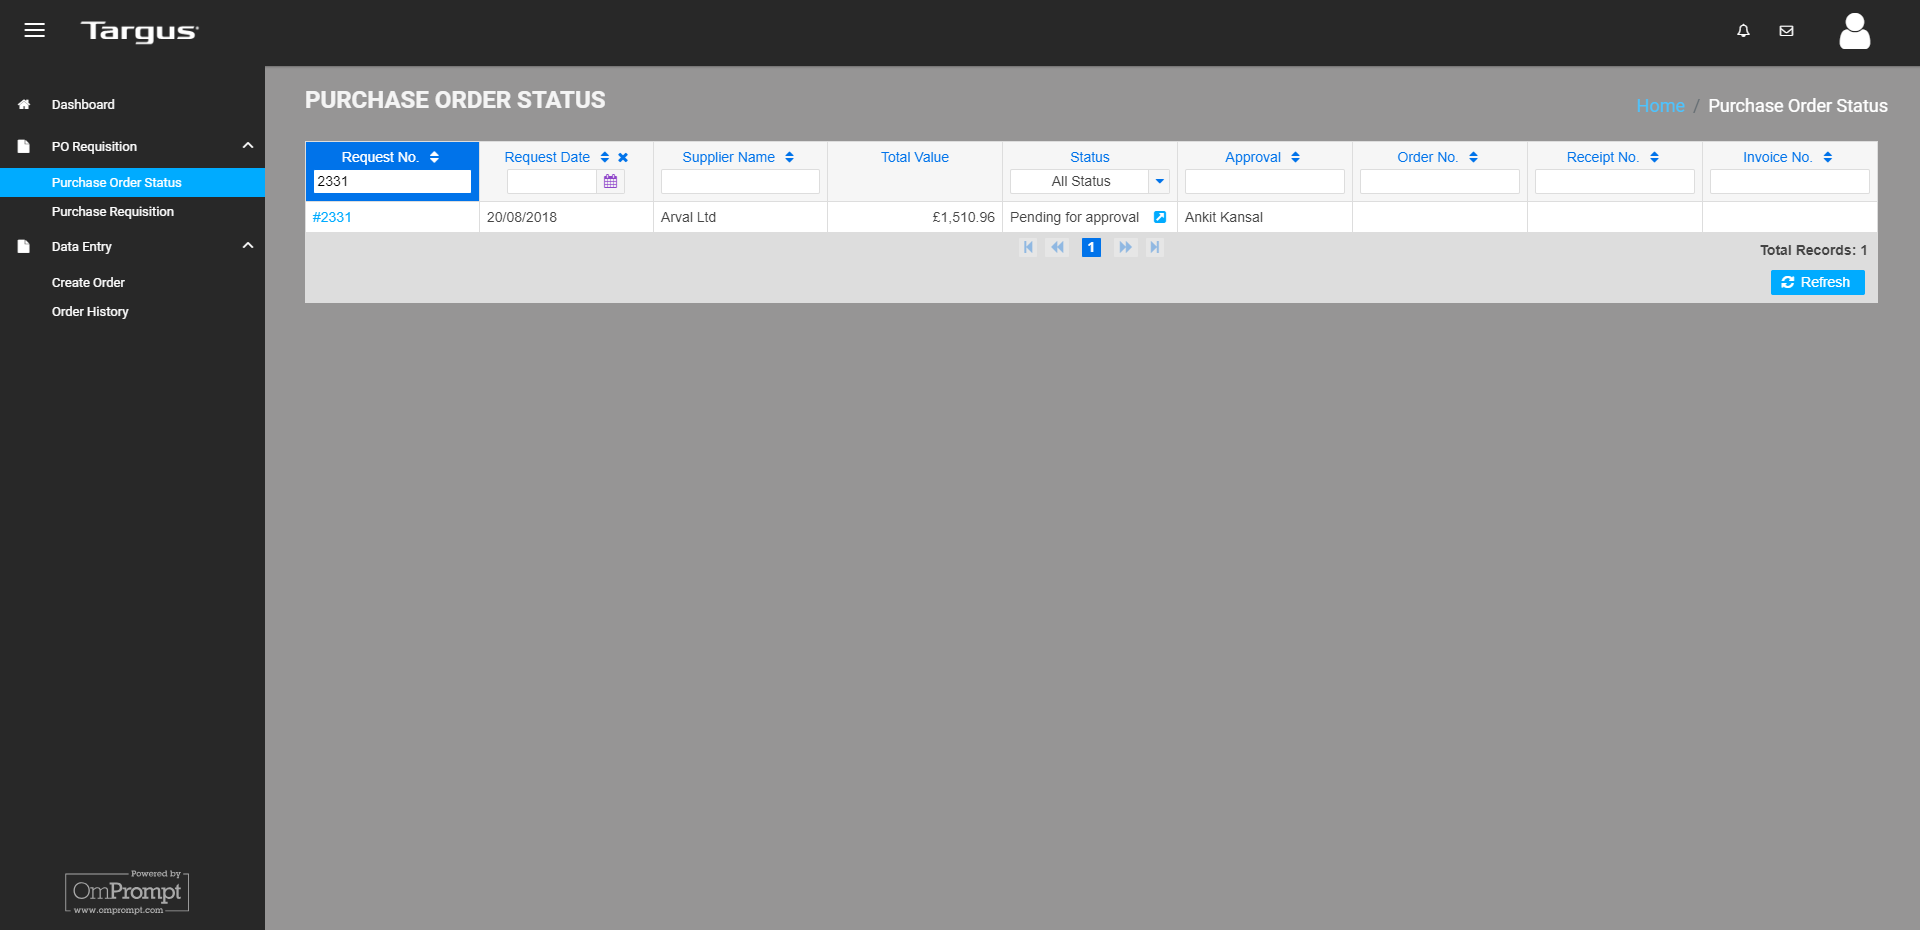 Targus
Dashboard
PO Requisition
Purchase Order Status
Purchase Requisition
Data Entry
Create Order
Order History
Powered by
OmPrompt
www.omprompt.com
PURCHASE ORDER STATUS
Home / Purchase Order Status
Request No. Request Date Supplier Name Total Value Status Approval Order No. Receipt No. Invoice No.
2331 All Status
#2331 20/08/2018 Arval Ltd £1,510.96 Pending for approval Ankit Kansal
1
Total Records: 1
Refresh